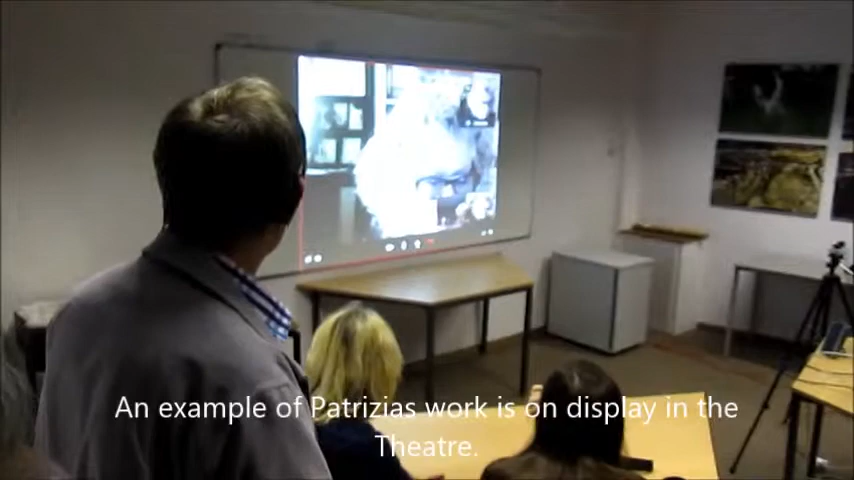 An example of Patrizias work is on display in the
Theatre.